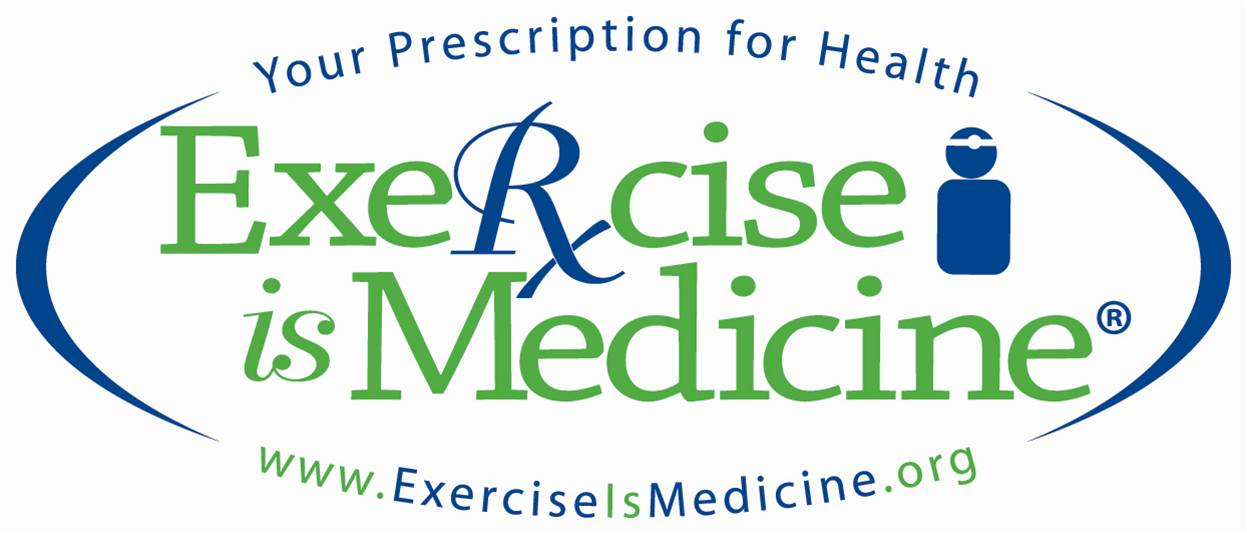 Your Prescription for Health
Exercise
is Medicine®
www.ExerciseIsMedicine.org